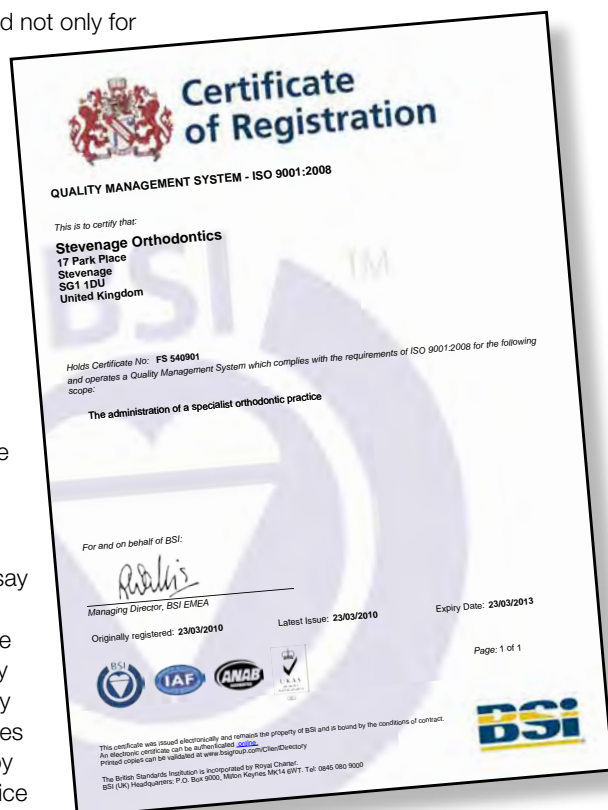 d not only for
Certificate
of Registration
QUALITY MANAGEMENT SYSTEM - ISO 9001:2008
This is to certify that:
Stevenage Orthodontics
17 Park Place
Stevenage
SG1 1DU
United Kingdom
BSI
TM
Holds Certificate No: FS 540901
and operates a Quality Management System which complies with the requirements of ISO 9001:2008 for the following
scope:
The administration of a specialist orthodontic practice
e
say
e
y
y
es
by
ice
For and on behalf of BSI:
Managing Director, BSI EMEA
Originally registered: 23/03/2010
Latest Issue: 23/03/2010
Expiry Date: 23/03/2013
Page: 1 of 1
BSI
IAF
ANAB
UKAS
This certificate was issued electronically and remains the property of BSI and is bound by the conditions of contract.
An electronic certificate can be authenticated online.
Printed copies can be validated at www.bsigroup.com/ClientDirectory
The British Standards Institution is incorporated by Royal Charter.
BSI (UK) Headquarters: P.O. Box 9000, Milton Keynes MK14 6WT. Tel: 0845 080 9000
BSi